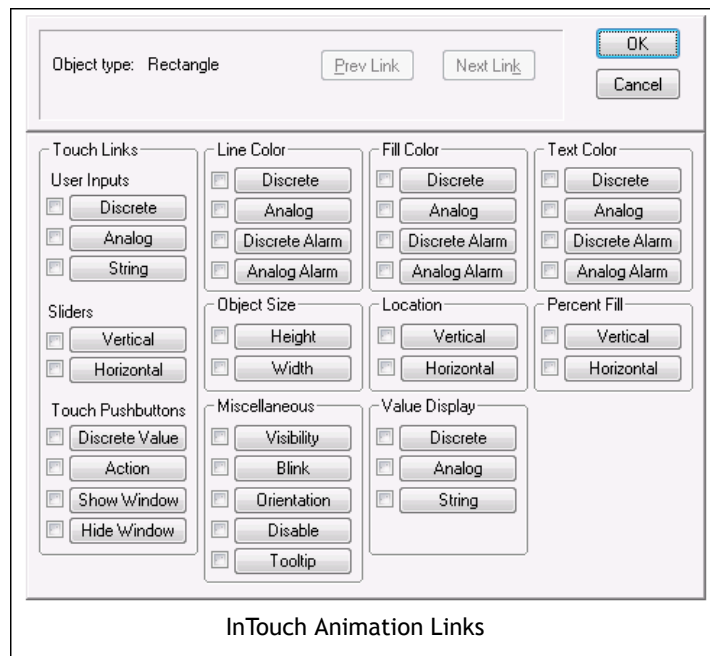 Object type: Rectangle
Prev Link
Next Link
OK
Cancel
Touch Links
User Inputs
Discrete
Analog
String
Sliders
Vertical
Horizontal
Touch Pushbuttons
Discrete Value
Action
Show Window
Hide Window
Line Color
Discrete
Analog
Discrete Alarm
Analog Alarm
Object Size
Height
Width
Miscellaneous
Visibility
Blink
Orientation
Disable
Tooltip
Fill Color
Discrete
Analog
Discrete Alarm
Analog Alarm
Location
Vertical
Horizontal
Value Display
Discrete
Analog
String
Text Color
Discrete
Analog
Discrete Alarm
Analog Alarm
Percent Fill
Vertical
Horizontal
InTouch Animation Links